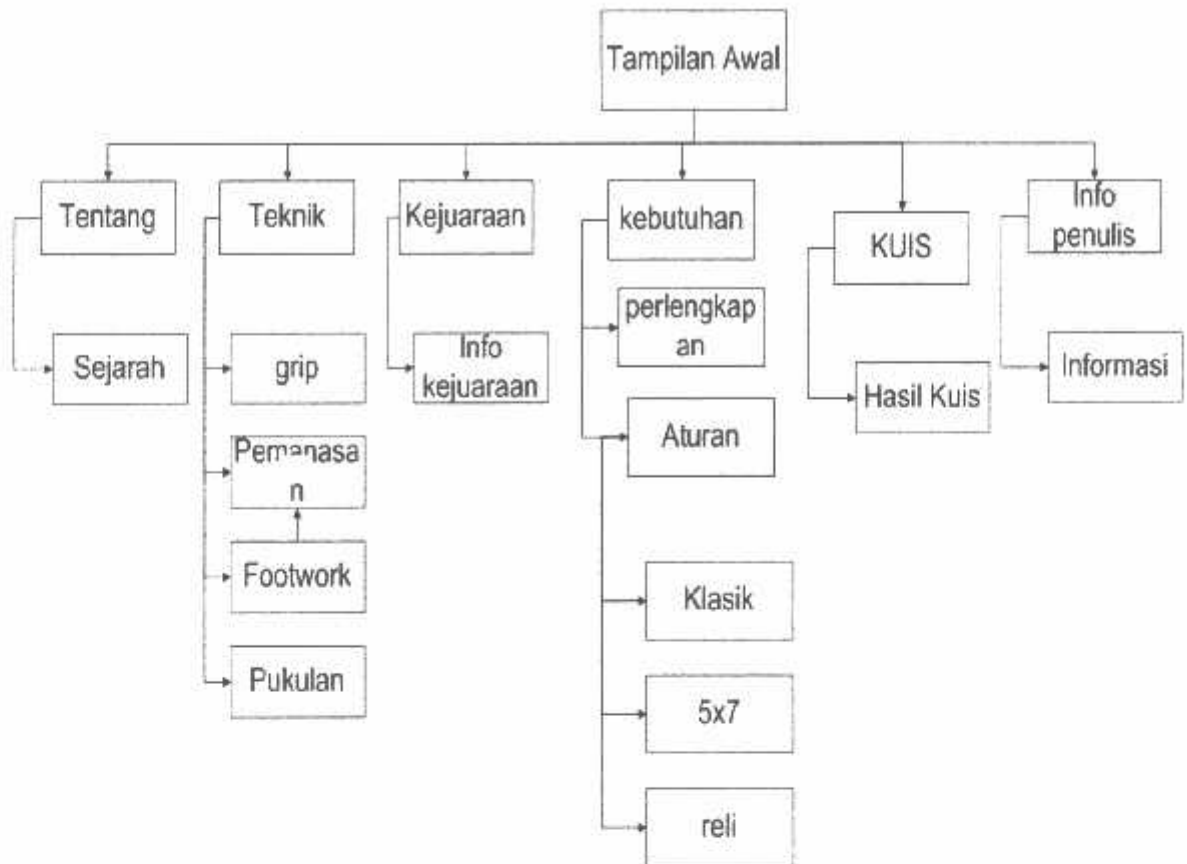 Tampilan Awal
Tentang
Teknik
Kejuaraan
kebutuhan
KUIS
Info
penulis
Sejarah
grip
Pemanasa
n
Footwork
Pukulan
Info
kejuaraan
perlengkap
an
Aturan
Klasik
5x7
reli
Hasil Kuis
Informasi